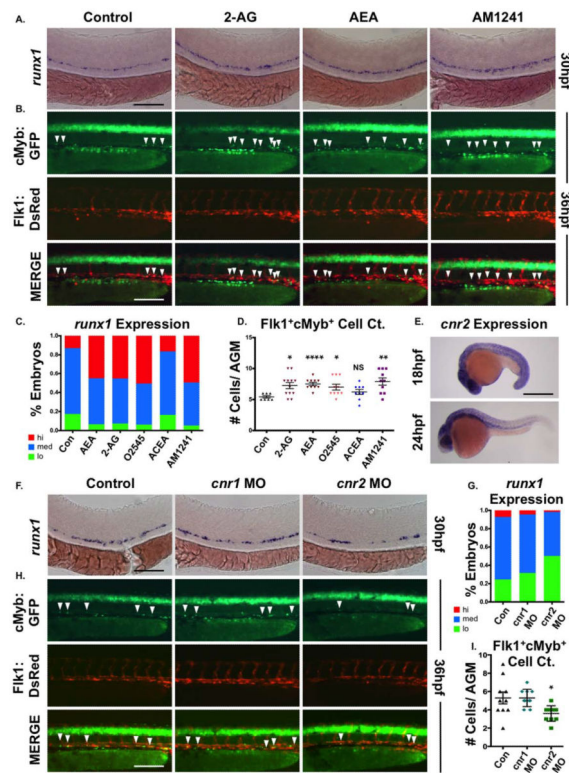 Control 2-AG AEA AM1241
A.
runx1
30hpf
B.
cMyb:
GFP
Flk1:
DsRed
MERGE
36hpf
C. runx1 Expression
% Embryos
1.0
0.8
0.6
0.4
0.2
0.0
Con AEA 2-AG O2545 ACEA AM1241
hi
med
lo
D. Flk1+cMyb+ Cell Ct.
# Cells/ AGM
15
10
5
0
* **** * NS **
Con 2-AG AEA O2545 ACEA AM1241
E. cnr2 Expression
18hpf
24hpf
F. Control cnr1 MO cnr2 MO
runx1
30hpf
G. runx1
Expression
% Embryos
1.0
0.8
0.6
0.4
0.2
0.0
Con cnr1 MO cnr2 MO
hi
med
lo
H.
cMyb:
GFP
Flk1:
DsRed
MERGE
36hpf
I. Flk1+cMyb+
Cell Ct.
# Cells/ AGM
10
8
6
4
2
0
*
Con cnr1 MO cnr2 MO